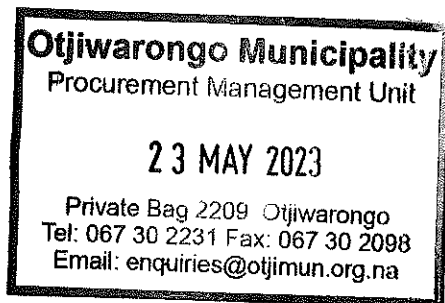 Otjiwarongo Municipality
Procurement Management Unit
23 MAY 2023
Private Bag 2209 Otjiwarongo
Tel: 067 30 2231 Fax: 067 30 2098
Email: enquiries@otjimun.org.na